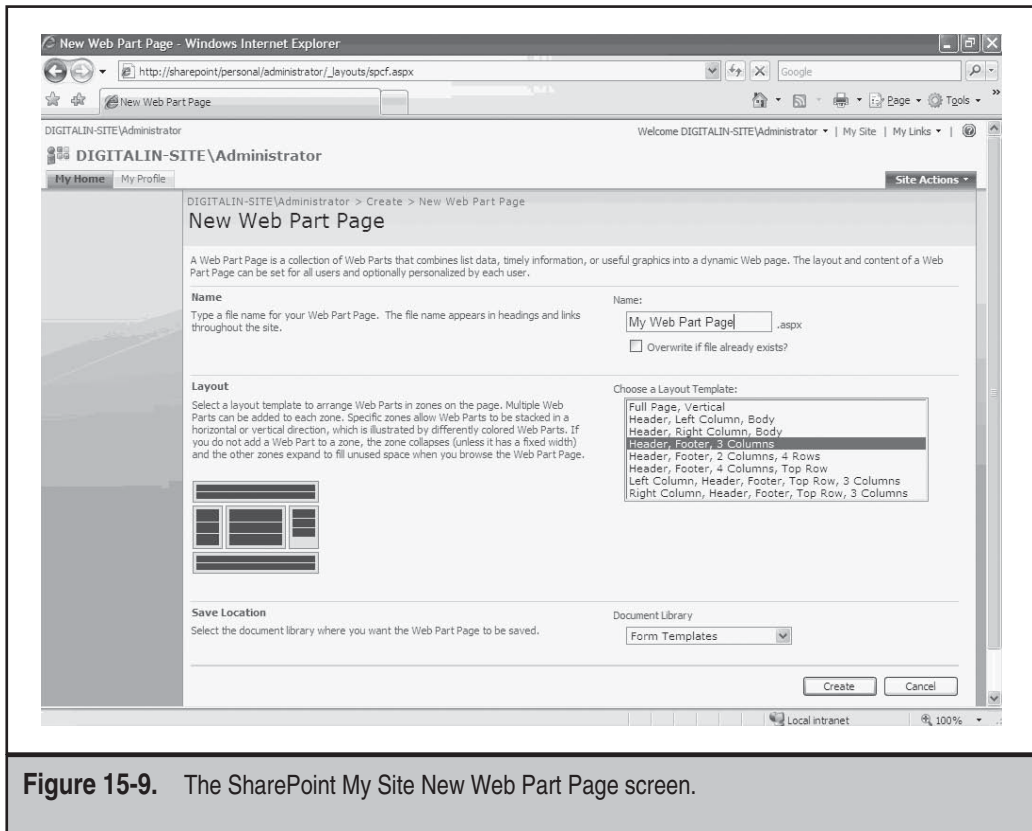 New Web Part Page - Windows Internet Explorer
http://sharepoint/personal/administrator/_layouts/spcf.aspx
Google
New Web Part Page
Page
Tools
DIGITALIN-SITE\Administrator
Welcome DIGITALIN-SITE\Administrator | My Site | My Links |
DIGITALIN-SITE\Administrator
My Home
My Profile
Site Actions
DIGITALIN-SITE\Administrator > Create > New Web Part Page
New Web Part Page
A Web Part Page is a collection of Web Parts that combines list data, timely information, or useful graphics into a dynamic Web page. The layout and content of a Web
Part Page can be set for all users and optionally personalized by each user.
Name
Type a file name for your Web Part Page. The file name appears in headings and links
throughout the site.
Name:
My Web Part Page
.aspx
Overwrite if file already exists?
Layout
Select a layout template to arrange Web Parts in zones on the page. Multiple Web
Parts can be added to each zone. Specific zones allow Web Parts to be stacked in a
horizontal or vertical direction, which is illustrated by differently colored Web Parts. If
you do not add a Web Part to a zone, the zone collapses (unless it has a fixed width)
and the other zones expand to fill unused space when you browse the Web Part Page.
Choose a Layout Template:
Full Page, Vertical
Header, Left Column, Body
Header, Right Column, Body
Header, Footer, 3 Columns
Header, Footer, 2 Columns, 4 Rows
Header, Footer, 4 Columns, Top Row
Left Column, Header, Footer, Top Row, 3 Columns
Right Column, Header, Footer, Top Row, 3 Columns
Save Location
Select the document library where you want the Web Part Page to be saved.
Document Library
Form Templates
Create
Cancel
Local intranet
100%
Figure 15-9. The SharePoint My Site New Web Part Page screen.